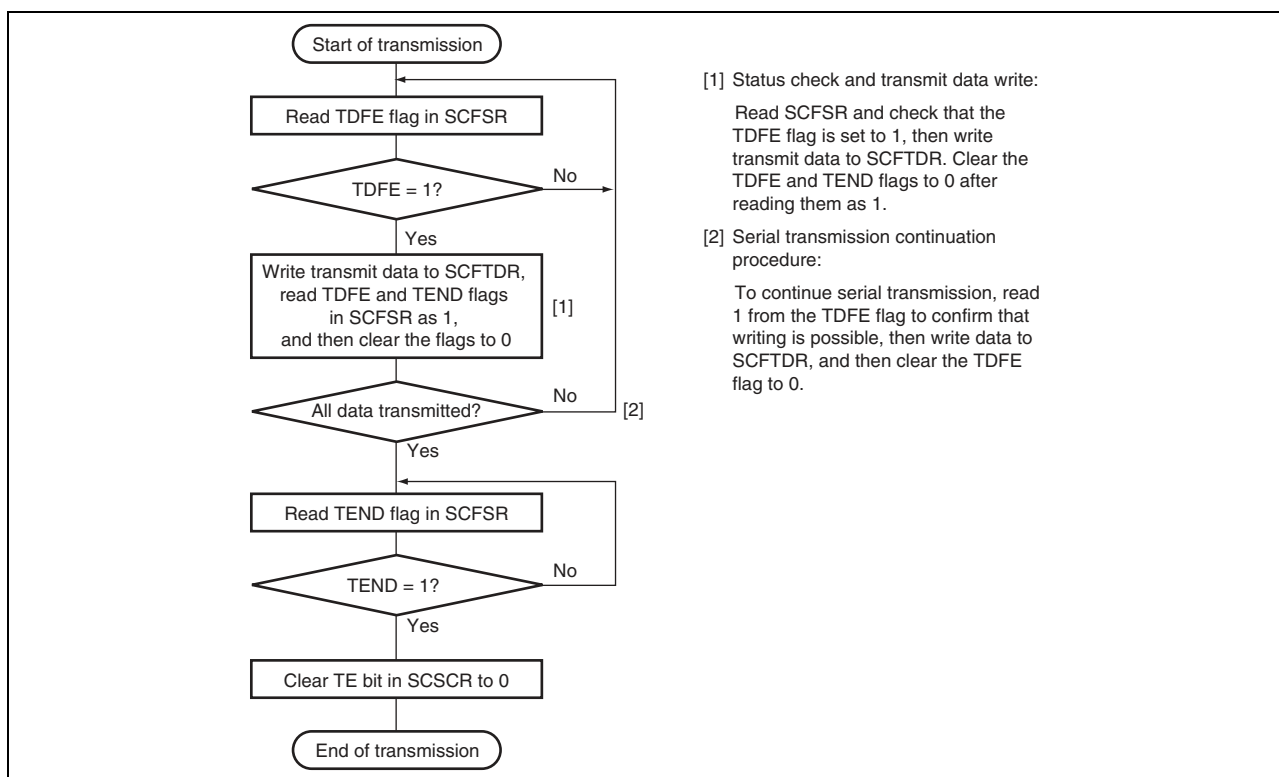 Start of transmission
Read TDFE flag in SCFSR
TDFE = 1?
No
Yes
Write transmit data to SCFTDR,
read TDFE and TEND flags
in SCFSR as 1,
and then clear the flags to 0
[1]
All data transmitted?
No
[2]
Yes
Read TEND flag in SCFSR
TEND = 1?
No
Yes
Clear TE bit in SCSCR to 0
End of transmission
[1] Status check and transmit data write:
Read SCFSR and check that the
TDFE flag is set to 1, then write
transmit data to SCFTDR. Clear the
TDFE and TEND flags to 0 after
reading them as 1.
[2] Serial transmission continuation
procedure:
To continue serial transmission, read
1 from the TDFE flag to confirm that
writing is possible, then write data to
SCFTDR, and then clear the TDFE
flag to 0.